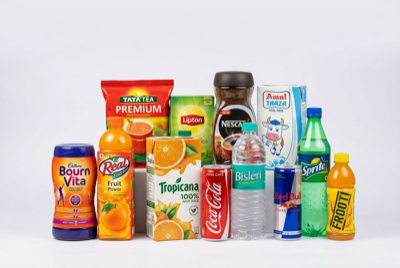 TATA TEA
PREMIUM
Lipton
NESCAFÉ
Amul
TAAZA
Cadbury
Bourn
Vita
Real
Fruit
Power
Tropicana
100%
Coca-Cola
Bisleri
Red Bull
Sprite
FROOTI